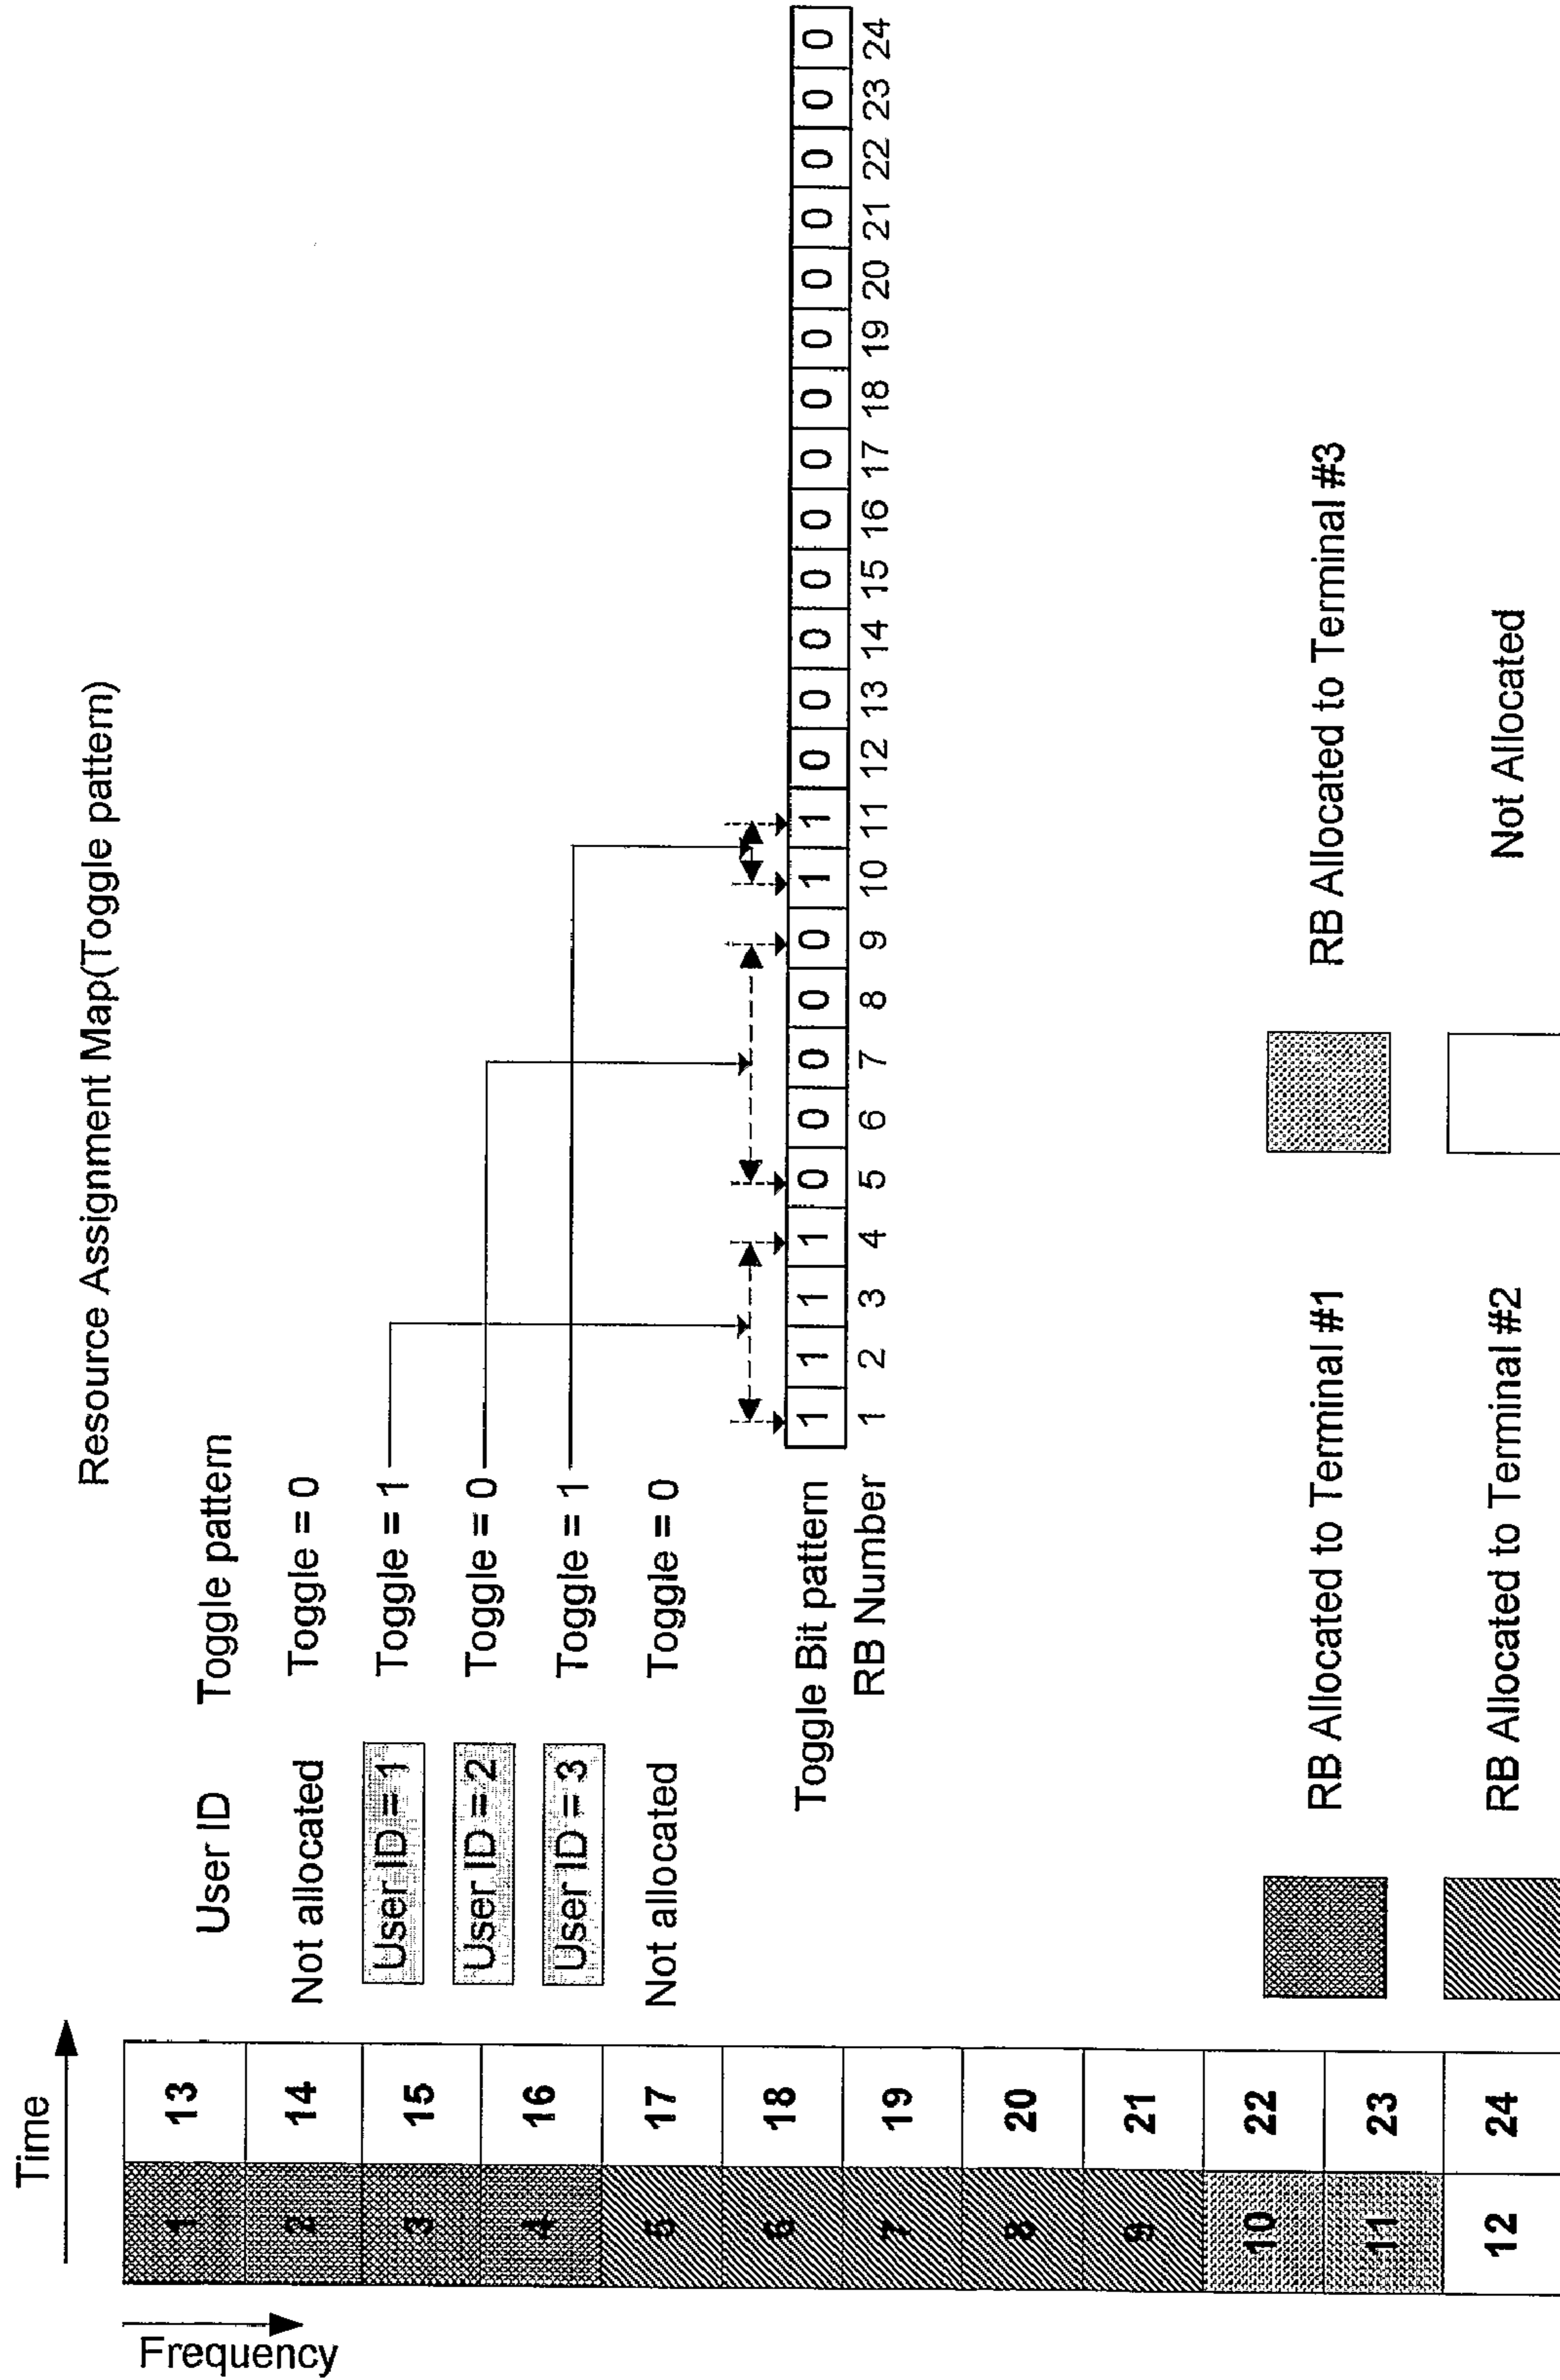 Resource Assignment Map(Toggle pattern)
Time
Frequency
1 13
2 14
3 15
4 16
5 17
6 18
7 19
8 20
9 21
10 22
11 23
12 24
User ID Toggle pattern
Not allocated Toggle = 0
User ID = 1 Toggle = 1
User ID = 2 Toggle = 0
User ID = 3 Toggle = 1
Not allocated Toggle = 0
Toggle Bit pattern 1 1 1 1 0 0 0 0 0 1 1 0 0 0 0 0 0 0 0 0 0 0 0 0
RB Number 1 2 3 4 5 6 7 8 9 10 11 12 13 14 15 16 17 18 19 20 21 22 23 24
RB Allocated to Terminal #1
RB Allocated to Terminal #3
RB Allocated to Terminal #2
Not Allocated